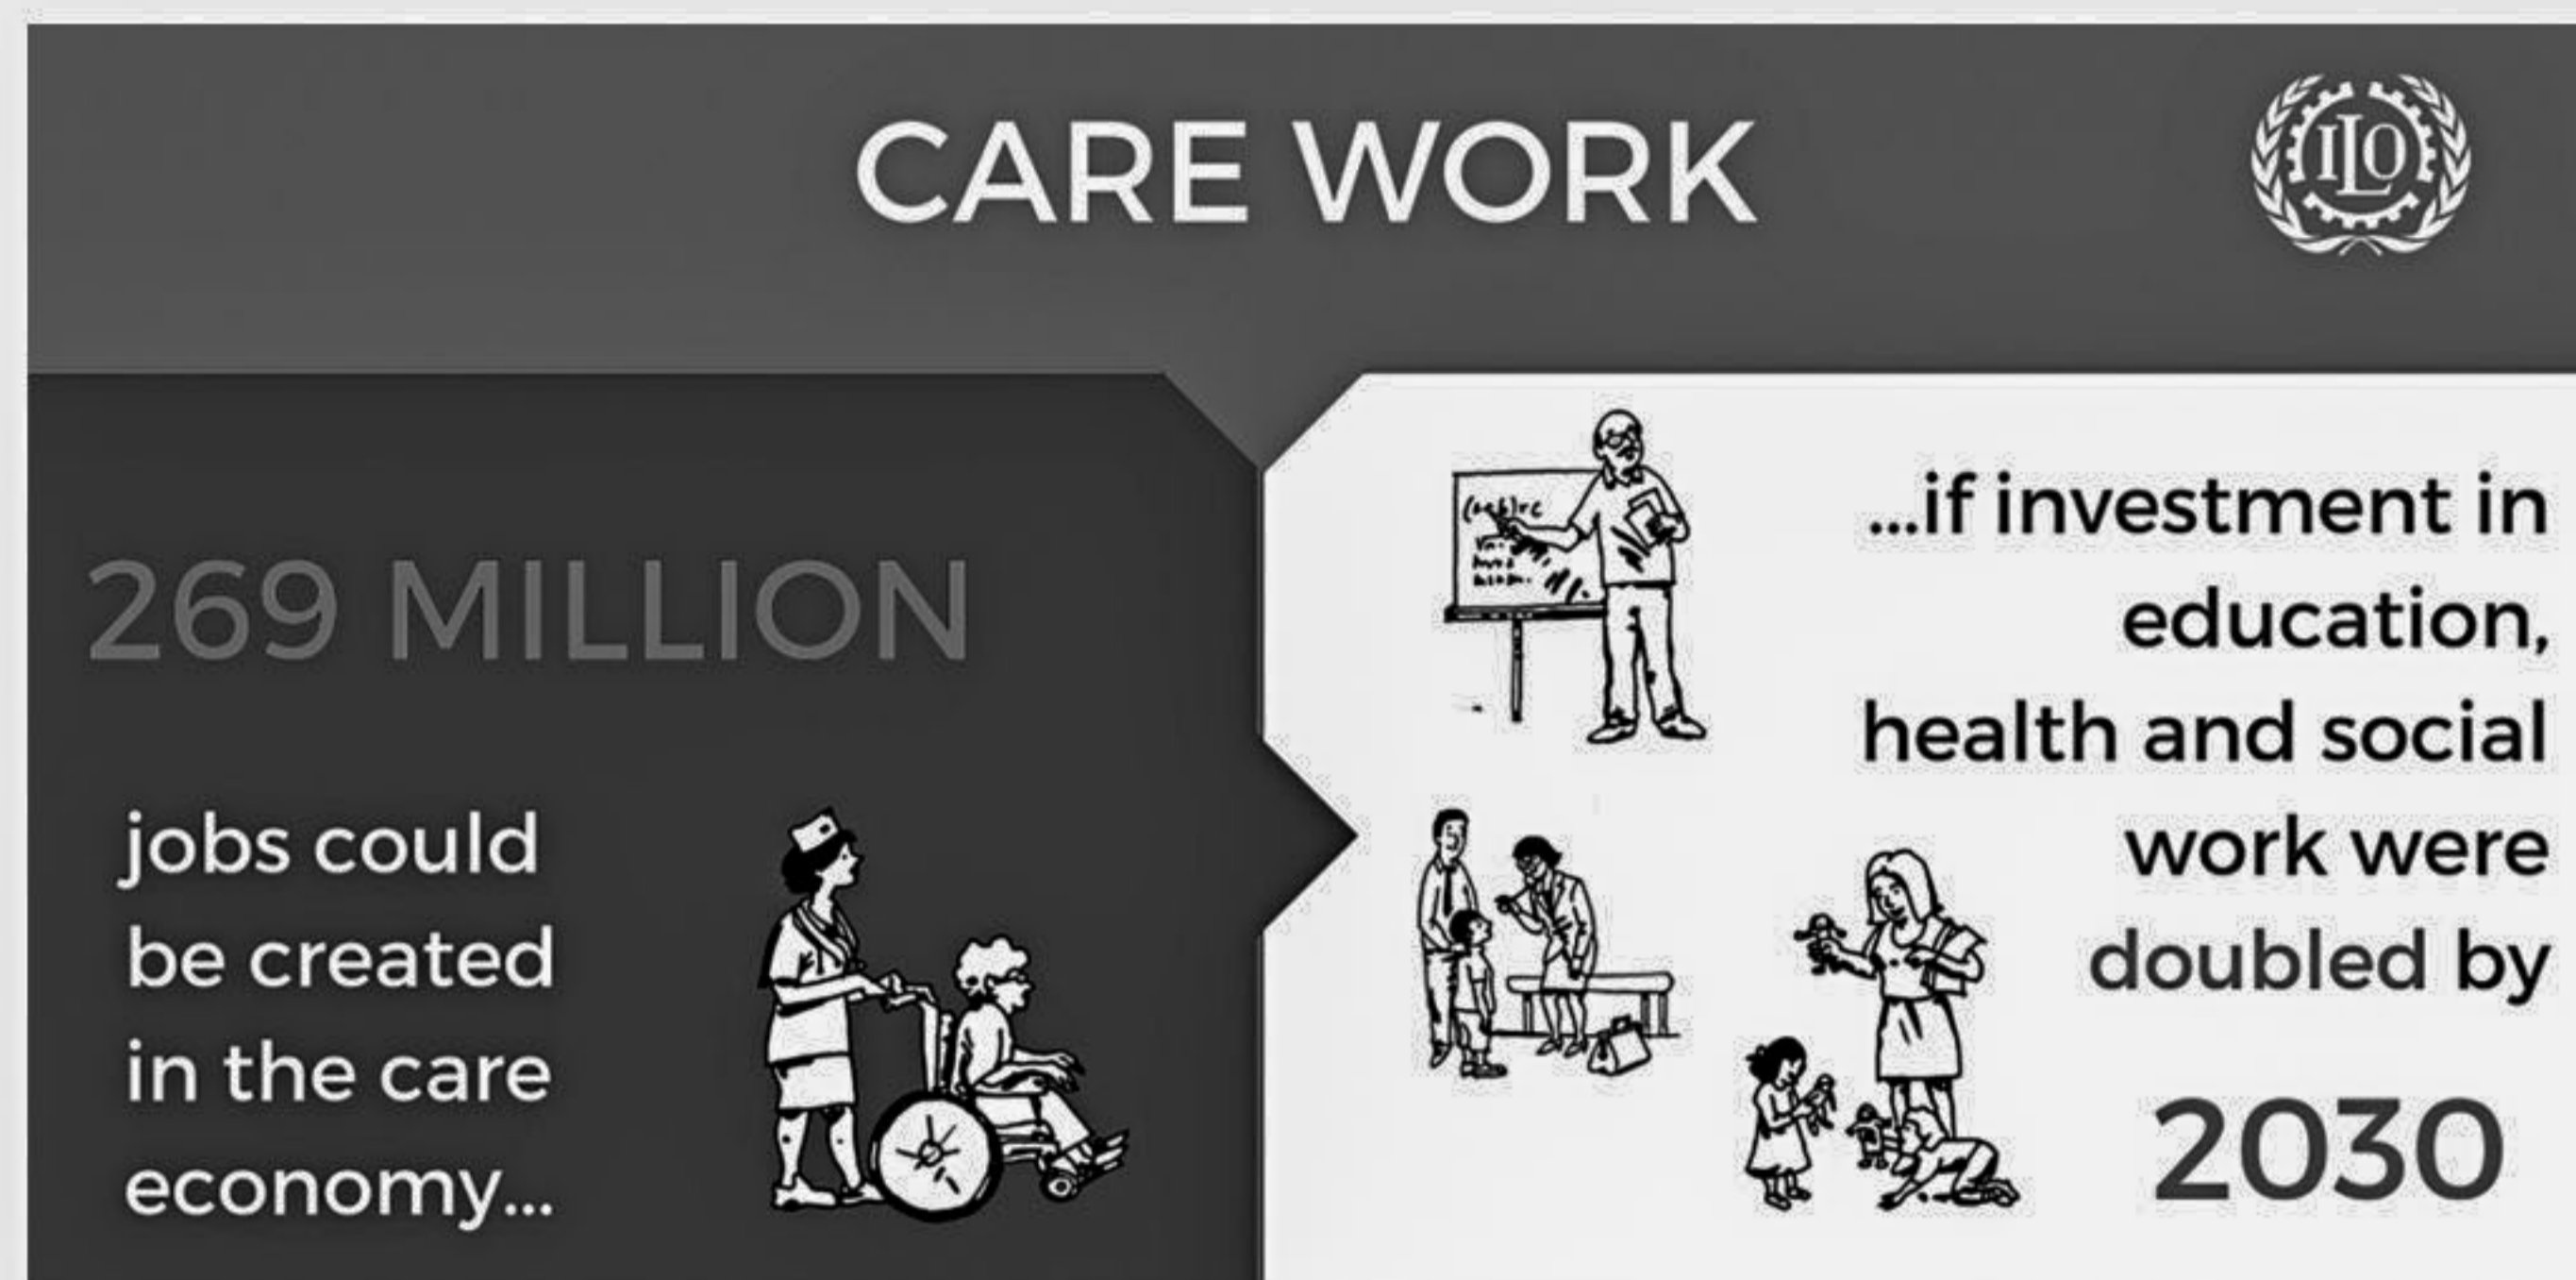 CARE WORK
ILO
269 MILLION
jobs could
be created
in the care
economy...
...if investment in
education,
health and social
work were
doubled by
2030